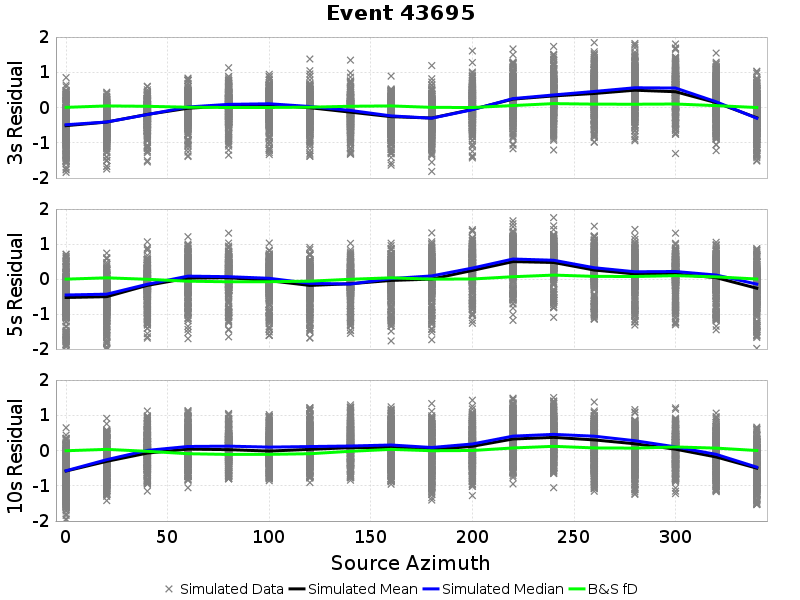 Event 43695
3s Residual
2
1
0
-1
-2
5s Residual
2
1
0
-1
-2
10s Residual
2
1
0
-1
-2
0 50 100 150 200 250 300
Source Azimuth
Simulated Data Simulated Mean Simulated Median B&S fD